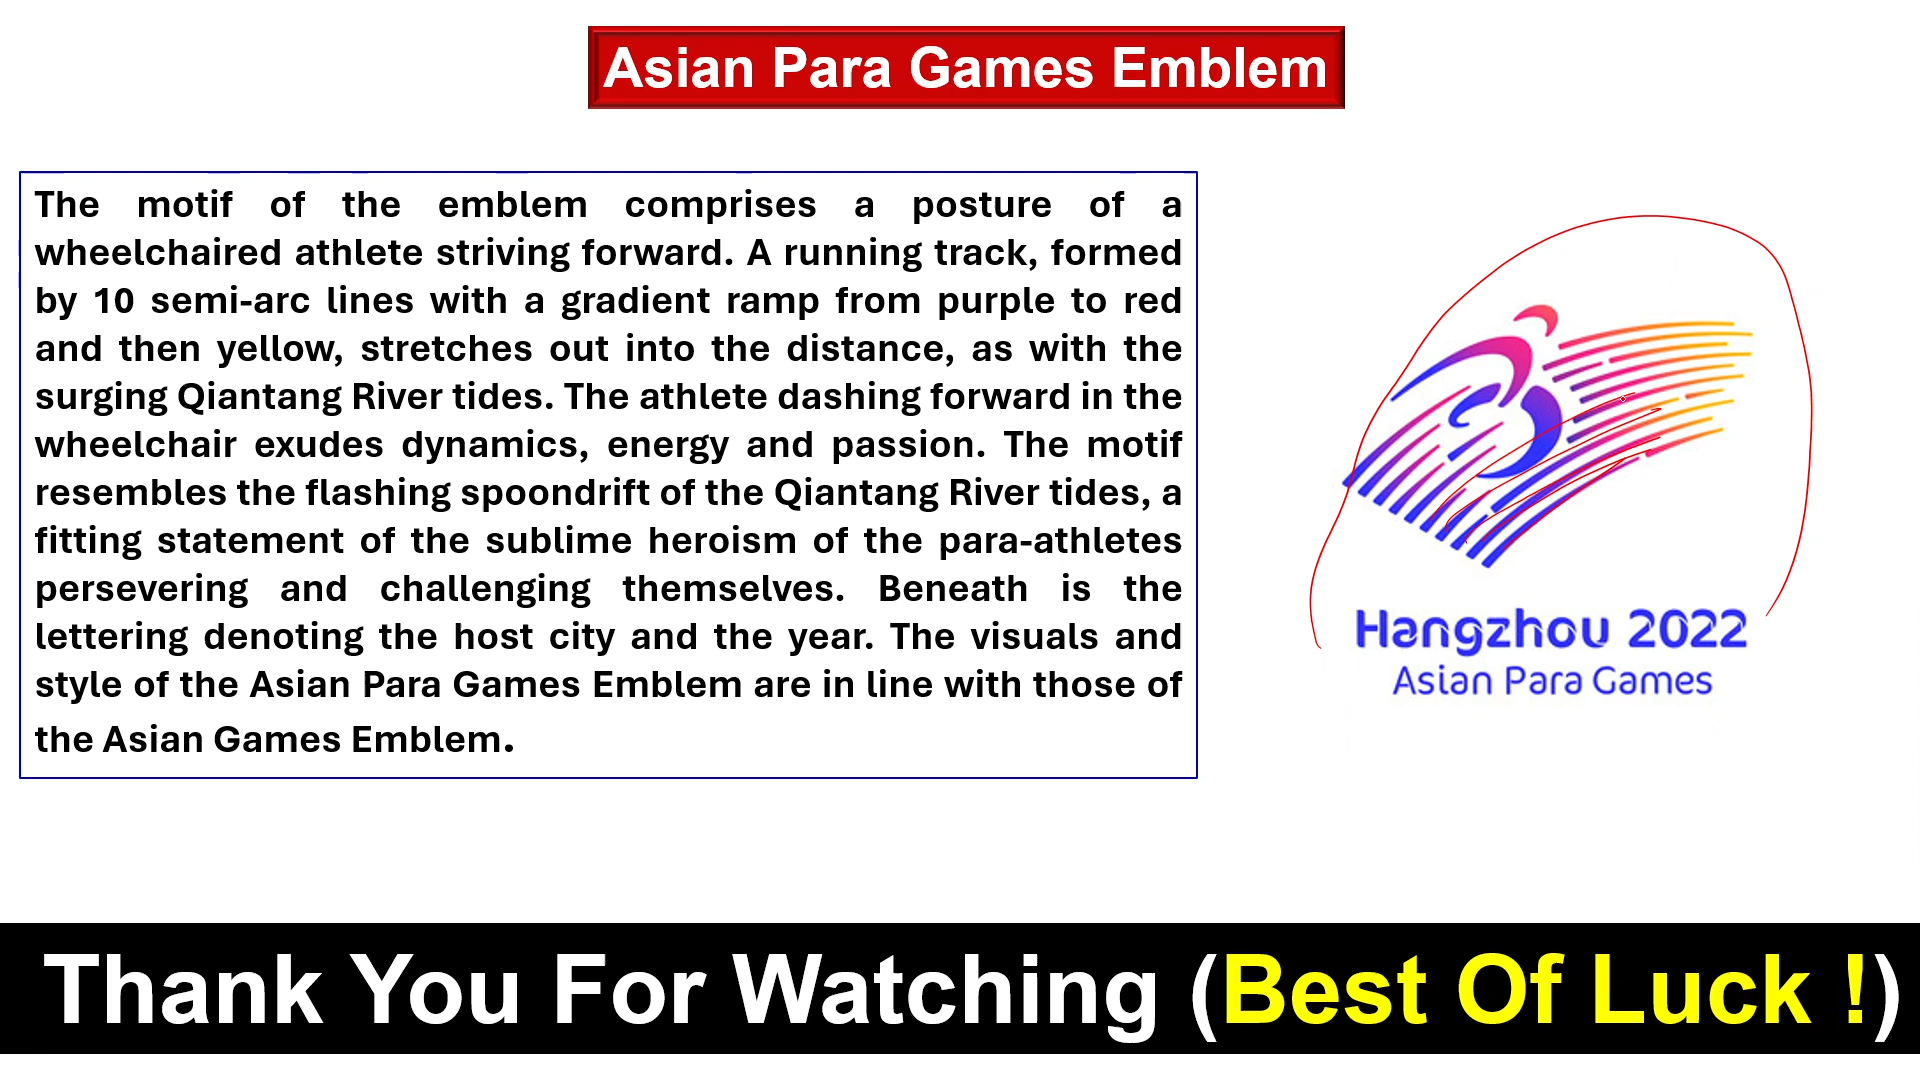 Asian Para Games Emblem
The motif of the emblem comprises a posture of a
wheelchaired athlete striving forward. A running track, formed
by 10 semi-arc lines with a gradient ramp from purple to red
and then yellow, stretches out into the distance, as with the
surging Qiantang River tides. The athlete dashing forward in the
wheelchair exudes dynamics, energy and passion. The motif
resembles the flashing spoondrift of the Qiantang River tides, a
fitting statement of the sublime heroism of the para-athletes
persevering and challenging themselves. Beneath is the
lettering denoting the host city and the year. The visuals and
style of the Asian Para Games Emblem are in line with those of
the Asian Games Emblem.
Hangzhou 2022
Asian Para Games
Thank You For Watching (Best Of Luck !)